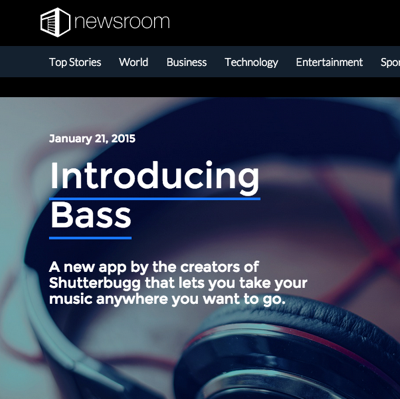 newsroom
Top Stories World Business Technology Entertainment
January 21, 2015
Introducing
Bass
A new app by the creators of
Shutterbugg that lets you take your
music anywhere you want to go.